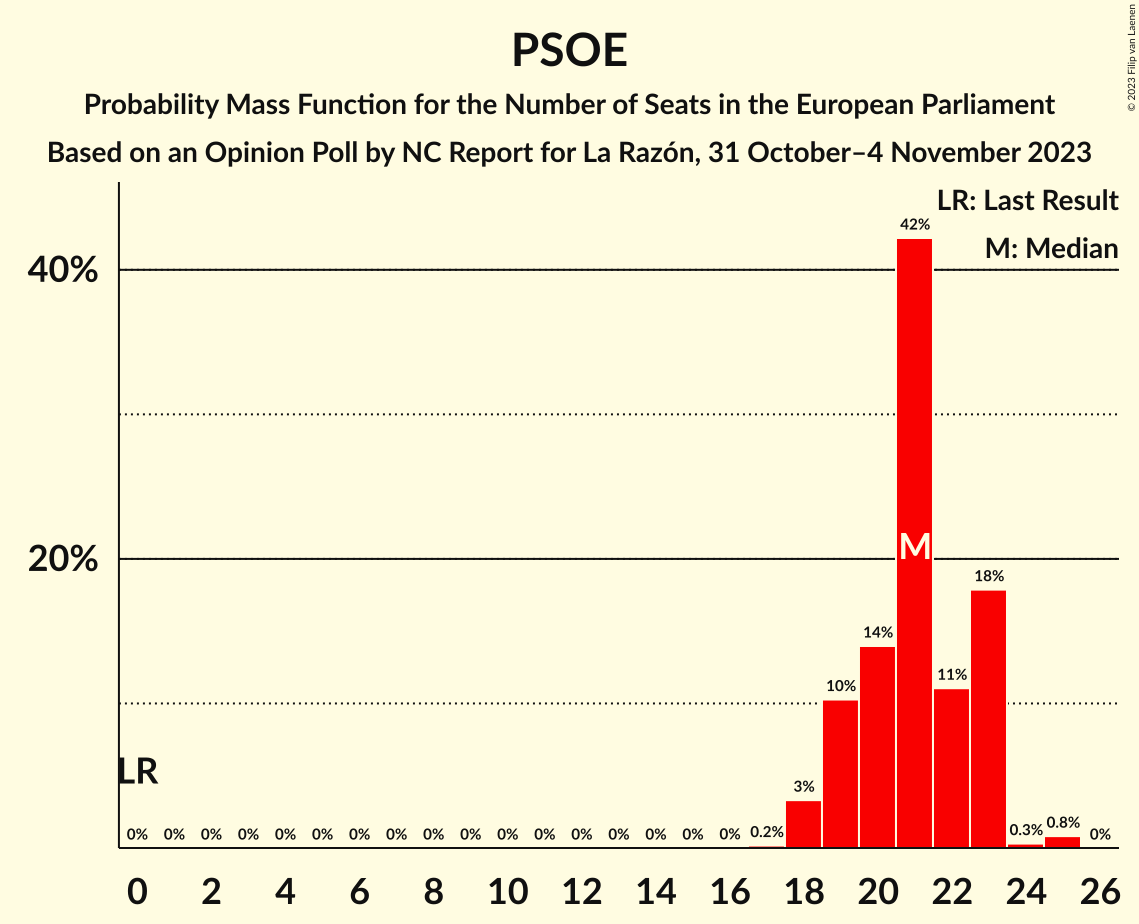 PSOE
Probability Mass Function for the Number of Seats in the European Parliament
Based on an Opinion Poll by NC Report for La Razón, 31 October–4 November 2023
© 2023 Filip van Laenen
LR: Last Result
M: Median
40%
20%
42%
M
18%
14%
11%
10%
LR
3%
0% 0% 0% 0% 0% 0% 0% 0% 0% 0% 0% 0% 0% 0% 0% 0% 0% 0.2% 0.3% 0.8% 0%
0 2 4 6 8 10 12 14 16 18 20 22 24 26